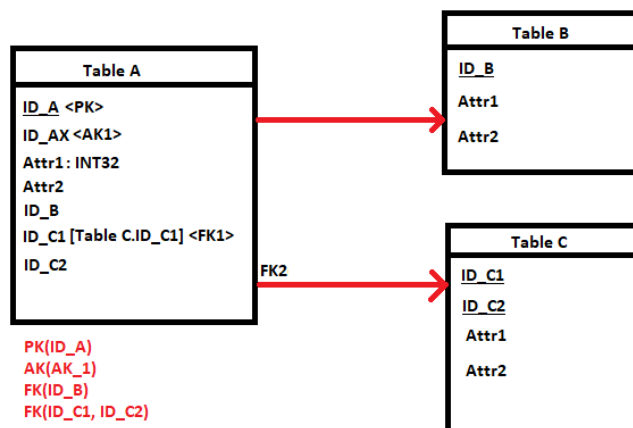 Table A
ID_A <PK>
ID_AX <AK1>
Attr1: INT32
Attr2
ID_B
ID_C1 [Table C.ID_C1] <FK1>
ID_C2
PK(ID_A)
AK(AK_1)
FK(ID_B)
FK(ID_C1, ID_C2)
FK2
Table B
ID_B
Attr1
Attr2
Table C
ID_C1
ID_C2
Attr1
Attr2